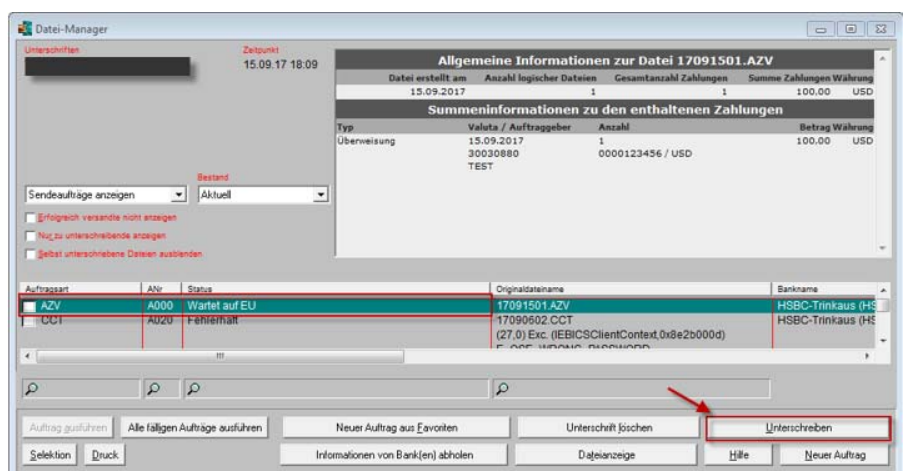 Datei-Manager
Unterschriften
Zeitpunkt
15.09.17 18:09
Allgemeine Informationen zur Datei 17091501.AZV
Datei erstellt am Anzahl logischer Dateien Gesamtanzahl Zahlungen Summe Zahlungen Währung
15.09.2017 1 1 100,00 USD
Summeninformationen zu den enthaltenen Zahlungen
Typ Valuta / Auftraggeber Anzahl Betrag Währung
Überweisung 15.09.2017 1 100,00 USD
30030880 0000123456 / USD
TEST
Bestand
Sendeaufträge anzeigen
Aktuell
Erfolgreich versandte nicht anzeigen
Nur zu unterschreibende anzeigen
Selbst unterschriebene Dateien ausblenden
Auftragsart ANr Status Originaldateiname Bankname
AZV A000 Wartet auf EU 17091501.AZV HSBC-Trinkaus (HS
CCT A020 Fehlerhaft 17090602.CCT HSBC-Trinkaus (HS
(27,0) Exc. (IEBICSClientContext,0x8e2b000d)
Auftrag ausführen
Alle fälligen Aufträge ausführen
Neuer Auftrag aus Favoriten
Unterschrift löschen
Unterschreiben
Selektion
Druck
Informationen von Bank(en) abholen
Dateianzeige
Hilfe
Neuer Auftrag